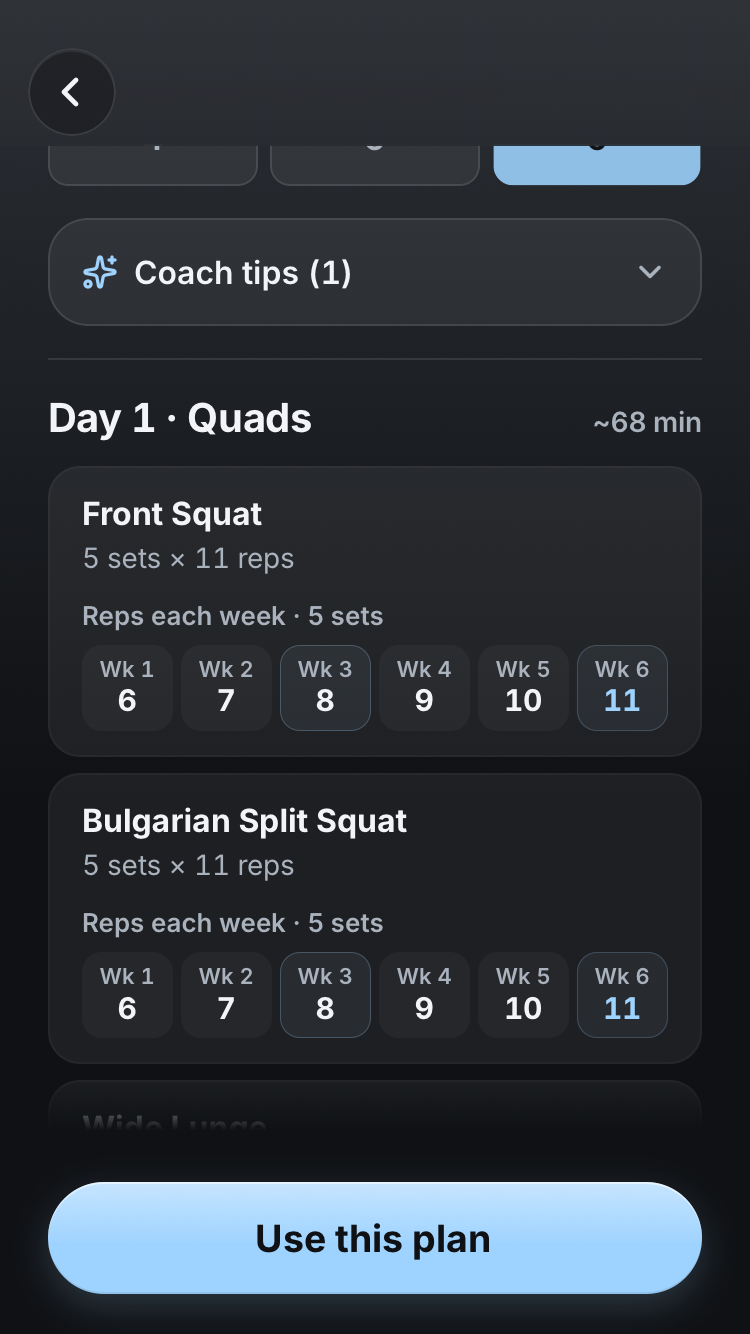 Coach tips (1)
Day 1 · Quads
~68 min
Front Squat
5 sets × 11 reps
Reps each week · 5 sets
Wk 1 Wk 2 Wk 3 Wk 4 Wk 5 Wk 6
6 7 8 9 10 11
Bulgarian Split Squat
5 sets × 11 reps
Reps each week · 5 sets
Wk 1 Wk 2 Wk 3 Wk 4 Wk 5 Wk 6
6 7 8 9 10 11
Wide Lunge
Use this plan